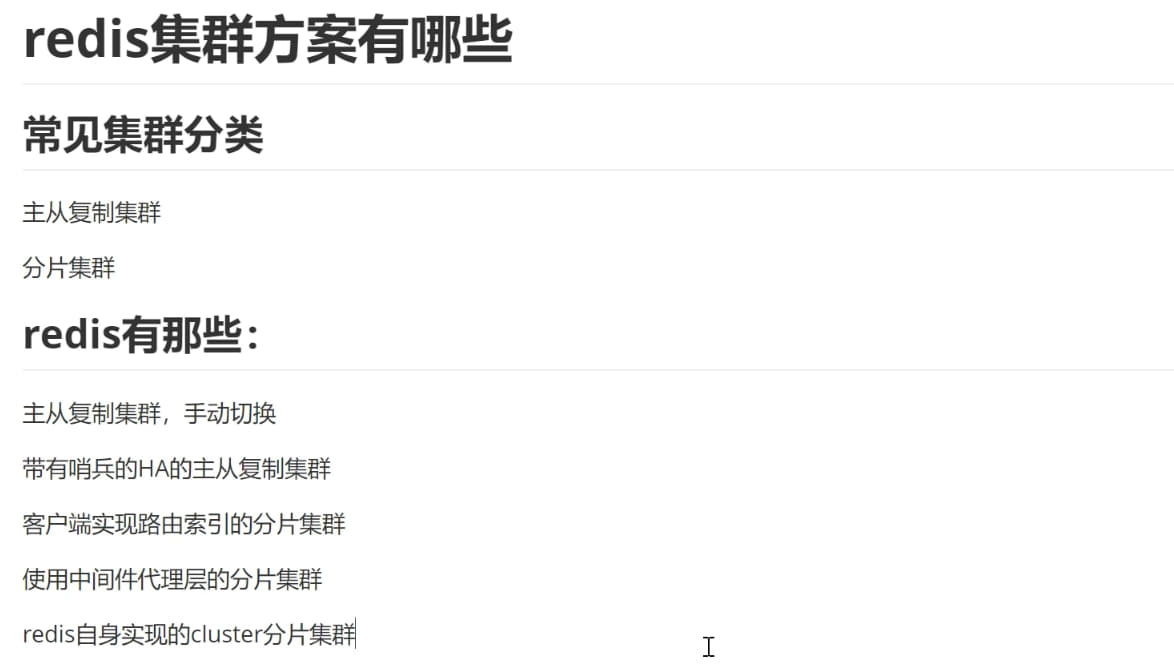 redis集群方案有哪些
常见集群分类
主从复制集群
分片集群
redis有那些：
主从复制集群，手动切换
带有哨兵的HA的主从复制集群
客户端实现路由索引的分片集群
使用中间件代理层的分片集群
redis自身实现的cluster分片集群